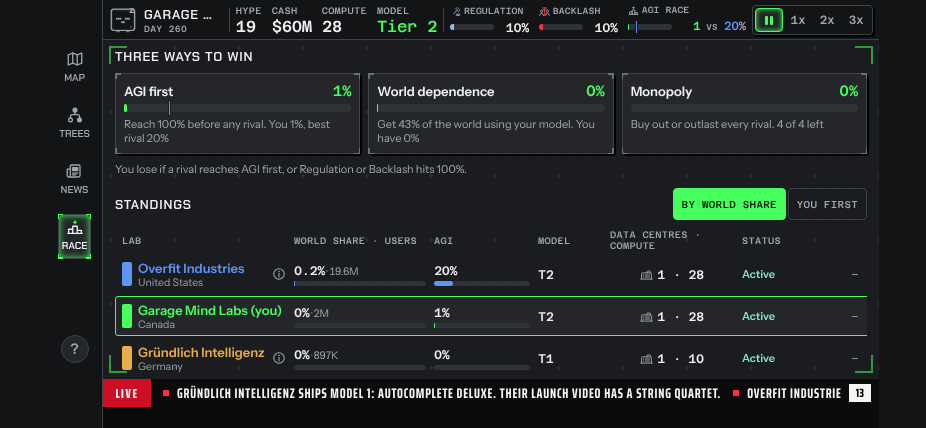 GARAGE ...
DAY 260
HYPE
19
CASH
$60M
COMPUTE
28
MODEL
Tier 2
REGULATION
10%
BACKLASH
10%
AGI RACE
1 VS 20%
1x
2x
3x
MAP
TREES
NEWS
RACE
?
THREE WAYS TO WIN
AGI first
1%
Reach 100% before any rival. You 1%, best
rival 20%
World dependence
0%
Get 43% of the world using your model. You
have 0%
Monopoly
0%
Buy out or outlast every rival. 4 of 4 left
You lose if a rival reaches AGI first, or Regulation or Backlash hits 100%.
STANDINGS
BY WORLD SHARE
YOU FIRST
LAB
WORLD SHARE · USERS
AGI
MODEL
DATA CENTRES ·
COMPUTE
STATUS
Overfit Industries
United States
0.2%·19.6M
20%
T2
1 · 28
Active
–
Garage Mind Labs (you)
Canada
0%·2M
1%
T2
1 · 28
Active
–
Gründlich Intelligenz
Germany
0%·897K
0%
T1
1 · 10
Active
–
LIVE
GRÜNDLICH INTELLIGENZ SHIPS MODEL 1: AUTOCOMPLETE DELUXE. THEIR LAUNCH VIDEO HAS A STRING QUARTET.
OVERFIT INDUSTRIE
13